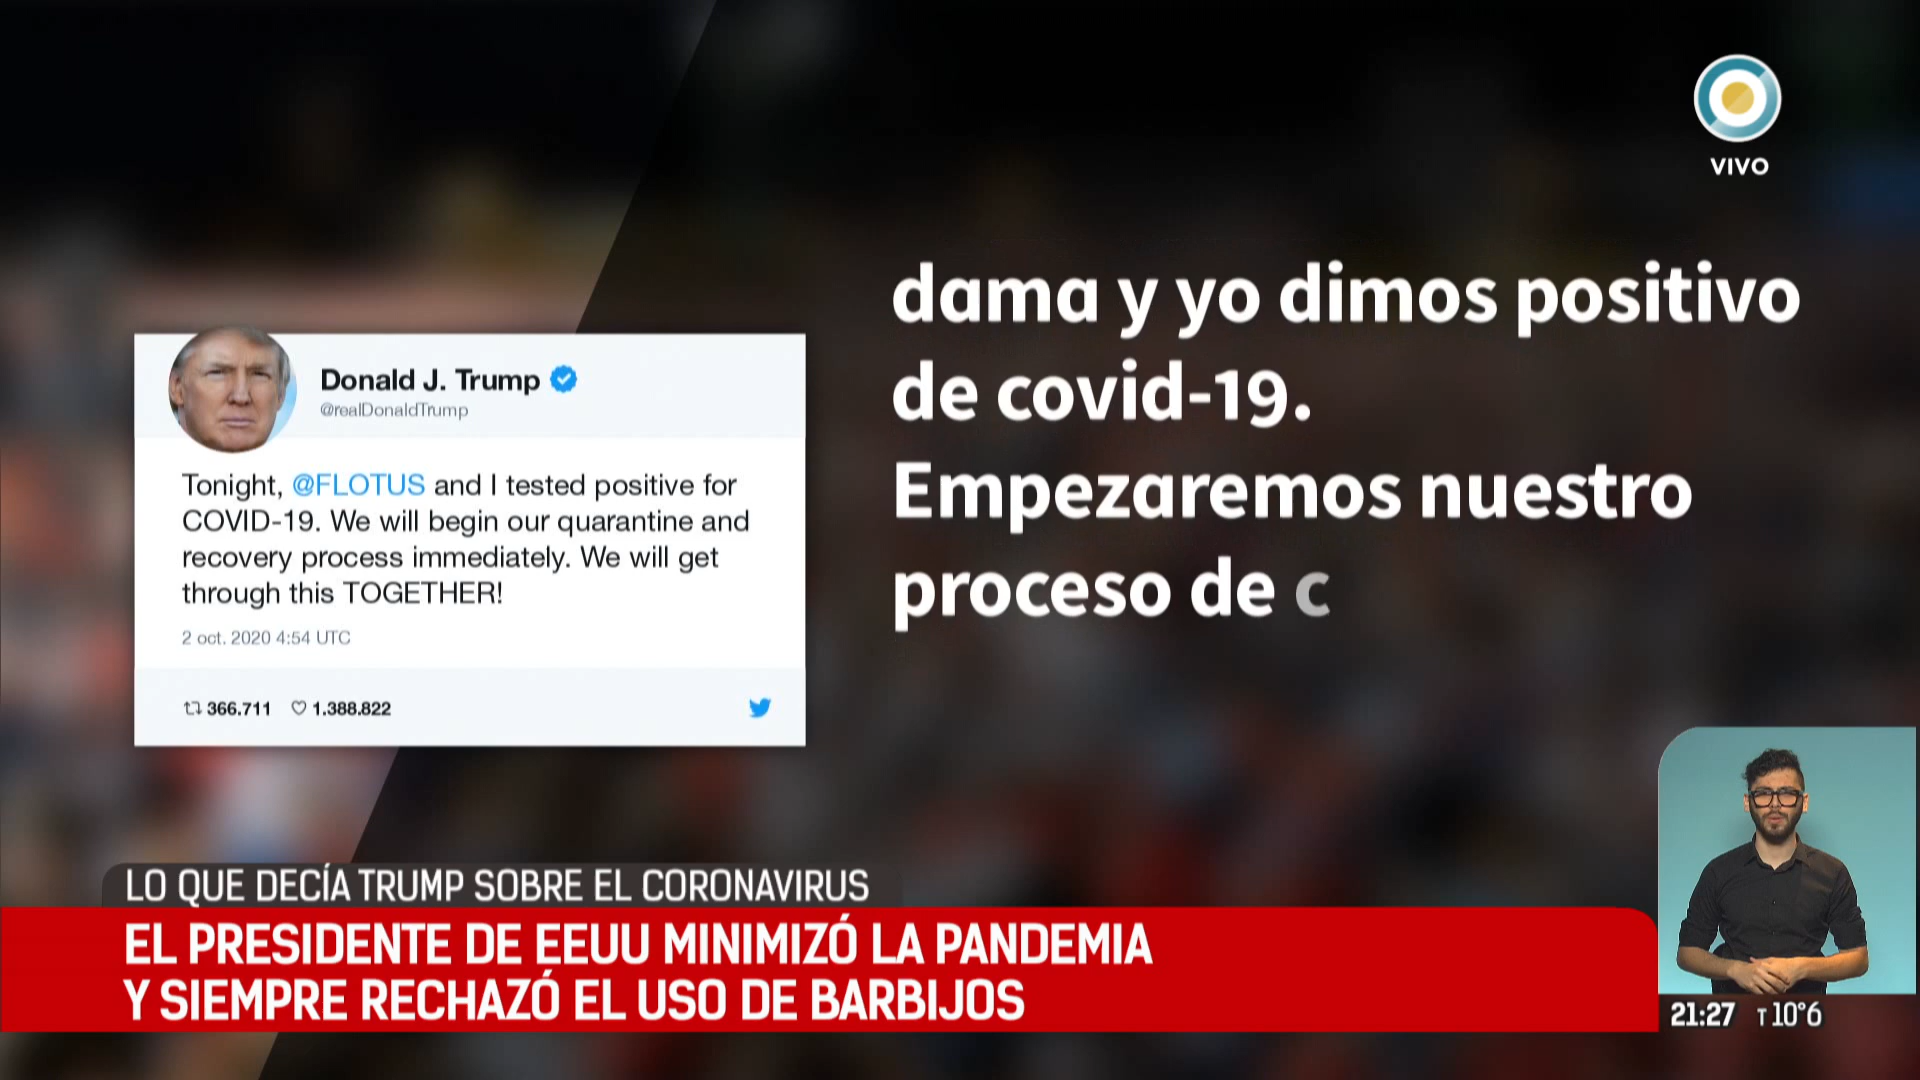 VIVO
dama y yo dimos positivo
de covid-19.
Empezaremos nuestro
proceso de c
Donald J. Trump
@realDonaldTrump
Tonight, @FLOTUS and I tested positive for
COVID-19. We will begin our quarantine and
recovery process immediately. We will get
through this TOGETHER!
2 oct. 2020 4:54 UTC
366.711 1.388.822
LO QUE DECÍA TRUMP SOBRE EL CORONAVIRUS
EL PRESIDENTE DE EEUU MINIMIZÓ LA PANDEMIA
Y SIEMPRE RECHAZÓ EL USO DE BARBIJOS
21:27 T 10°6